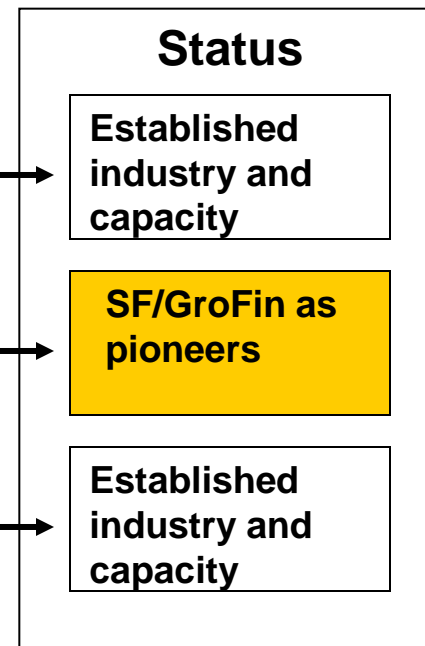 Status
Established
industry and
capacity
SF/GroFin as
pioneers
Established
industry and
capacity